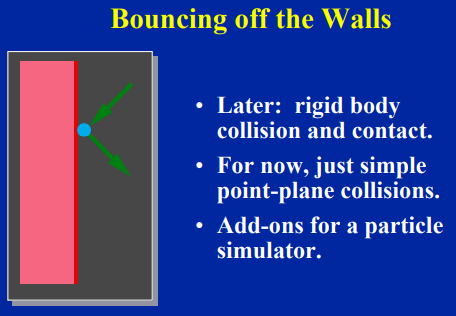 Bouncing off the Walls
• Later: rigid body
collision and contact.
• For now, just simple
point-plane collisions.
• Add-ons for a particle
simulator.